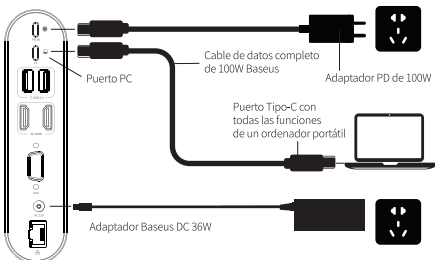 Cable de datos completo
de 100W Baseus
Adaptador PD de 100W
Puerto PC
Puerto Tipo-C con
todas las funciones
de un ordenador portátil
Adaptador Baseus DC 36W